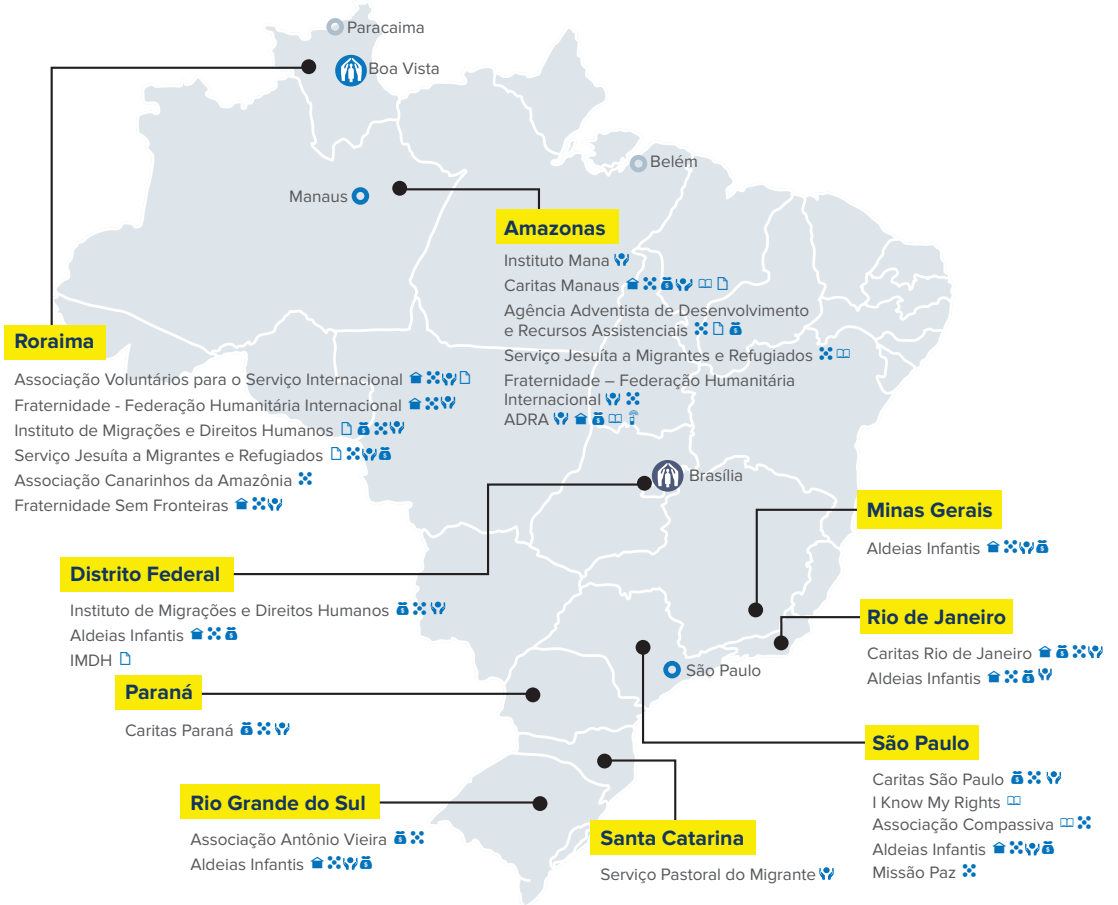 Paracaima
Boa Vista
Belém
Manaus
Amazonas
Instituto Mana
Caritas Manaus
Agência Adventista de Desenvolvimento
e Recursos Assistenciais
Serviço Jesuíta a Migrantes e Refugiados
Fraternidade – Federação Humanitária
Internacional
ADRA
Roraima
Associação Voluntários para o Serviço Internacional
Fraternidade - Federação Humanitária Internacional
Instituto de Migrações e Direitos Humanos
Serviço Jesuíta a Migrantes e Refugiados
Associação Canarinhos da Amazônia
Fraternidade Sem Fronteiras
Brasília
Minas Gerais
Aldeias Infantis
Distrito Federal
Instituto de Migrações e Direitos Humanos
Aldeias Infantis
IMDH
Rio de Janeiro
Caritas Rio de Janeiro
Aldeias Infantis
São Paulo
Paraná
Caritas Paraná
São Paulo
Caritas São Paulo
I Know My Rights
Associação Compassiva
Aldeias Infantis
Missão Paz
Rio Grande do Sul
Associação Antônio Vieira
Aldeias Infantis
Santa Catarina
Serviço Pastoral do Migrante